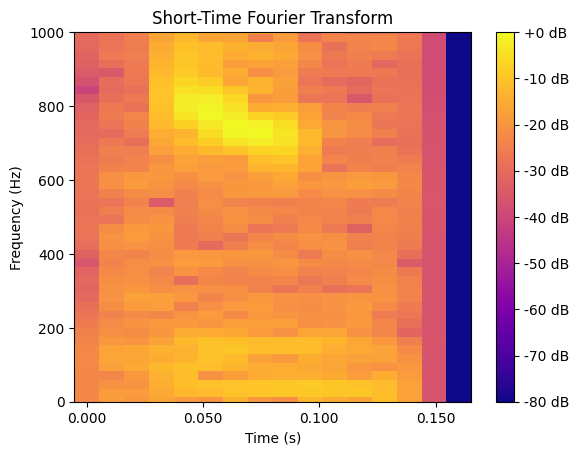 Short-Time Fourier Transform
1000
800
600
400
200
0
Frequency (Hz)
0.000
0.050
0.100
0.150
Time (s)
+0 dB
-10 dB
-20 dB
-30 dB
-40 dB
-50 dB
-60 dB
-70 dB
-80 dB